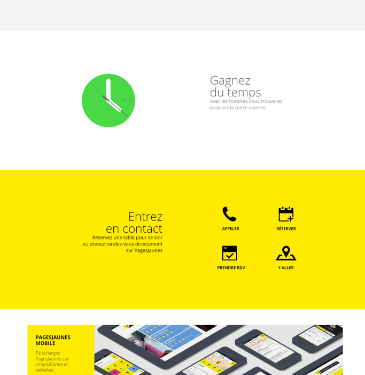 Gagnez
du temps
Avec les horaires vous trouverez
toujours la porte ouverte
Entrez
en contact
Réservez une table pour ce soir
ou prenez rendez-vous directement
sur PagesJaunes
APPELER
RÉSERVER
PRENDRE RDV
Y ALLER
PAGESJAUNES
MOBILE
Téléchargez
PagesJaunes sur
smartphones et
tablettes